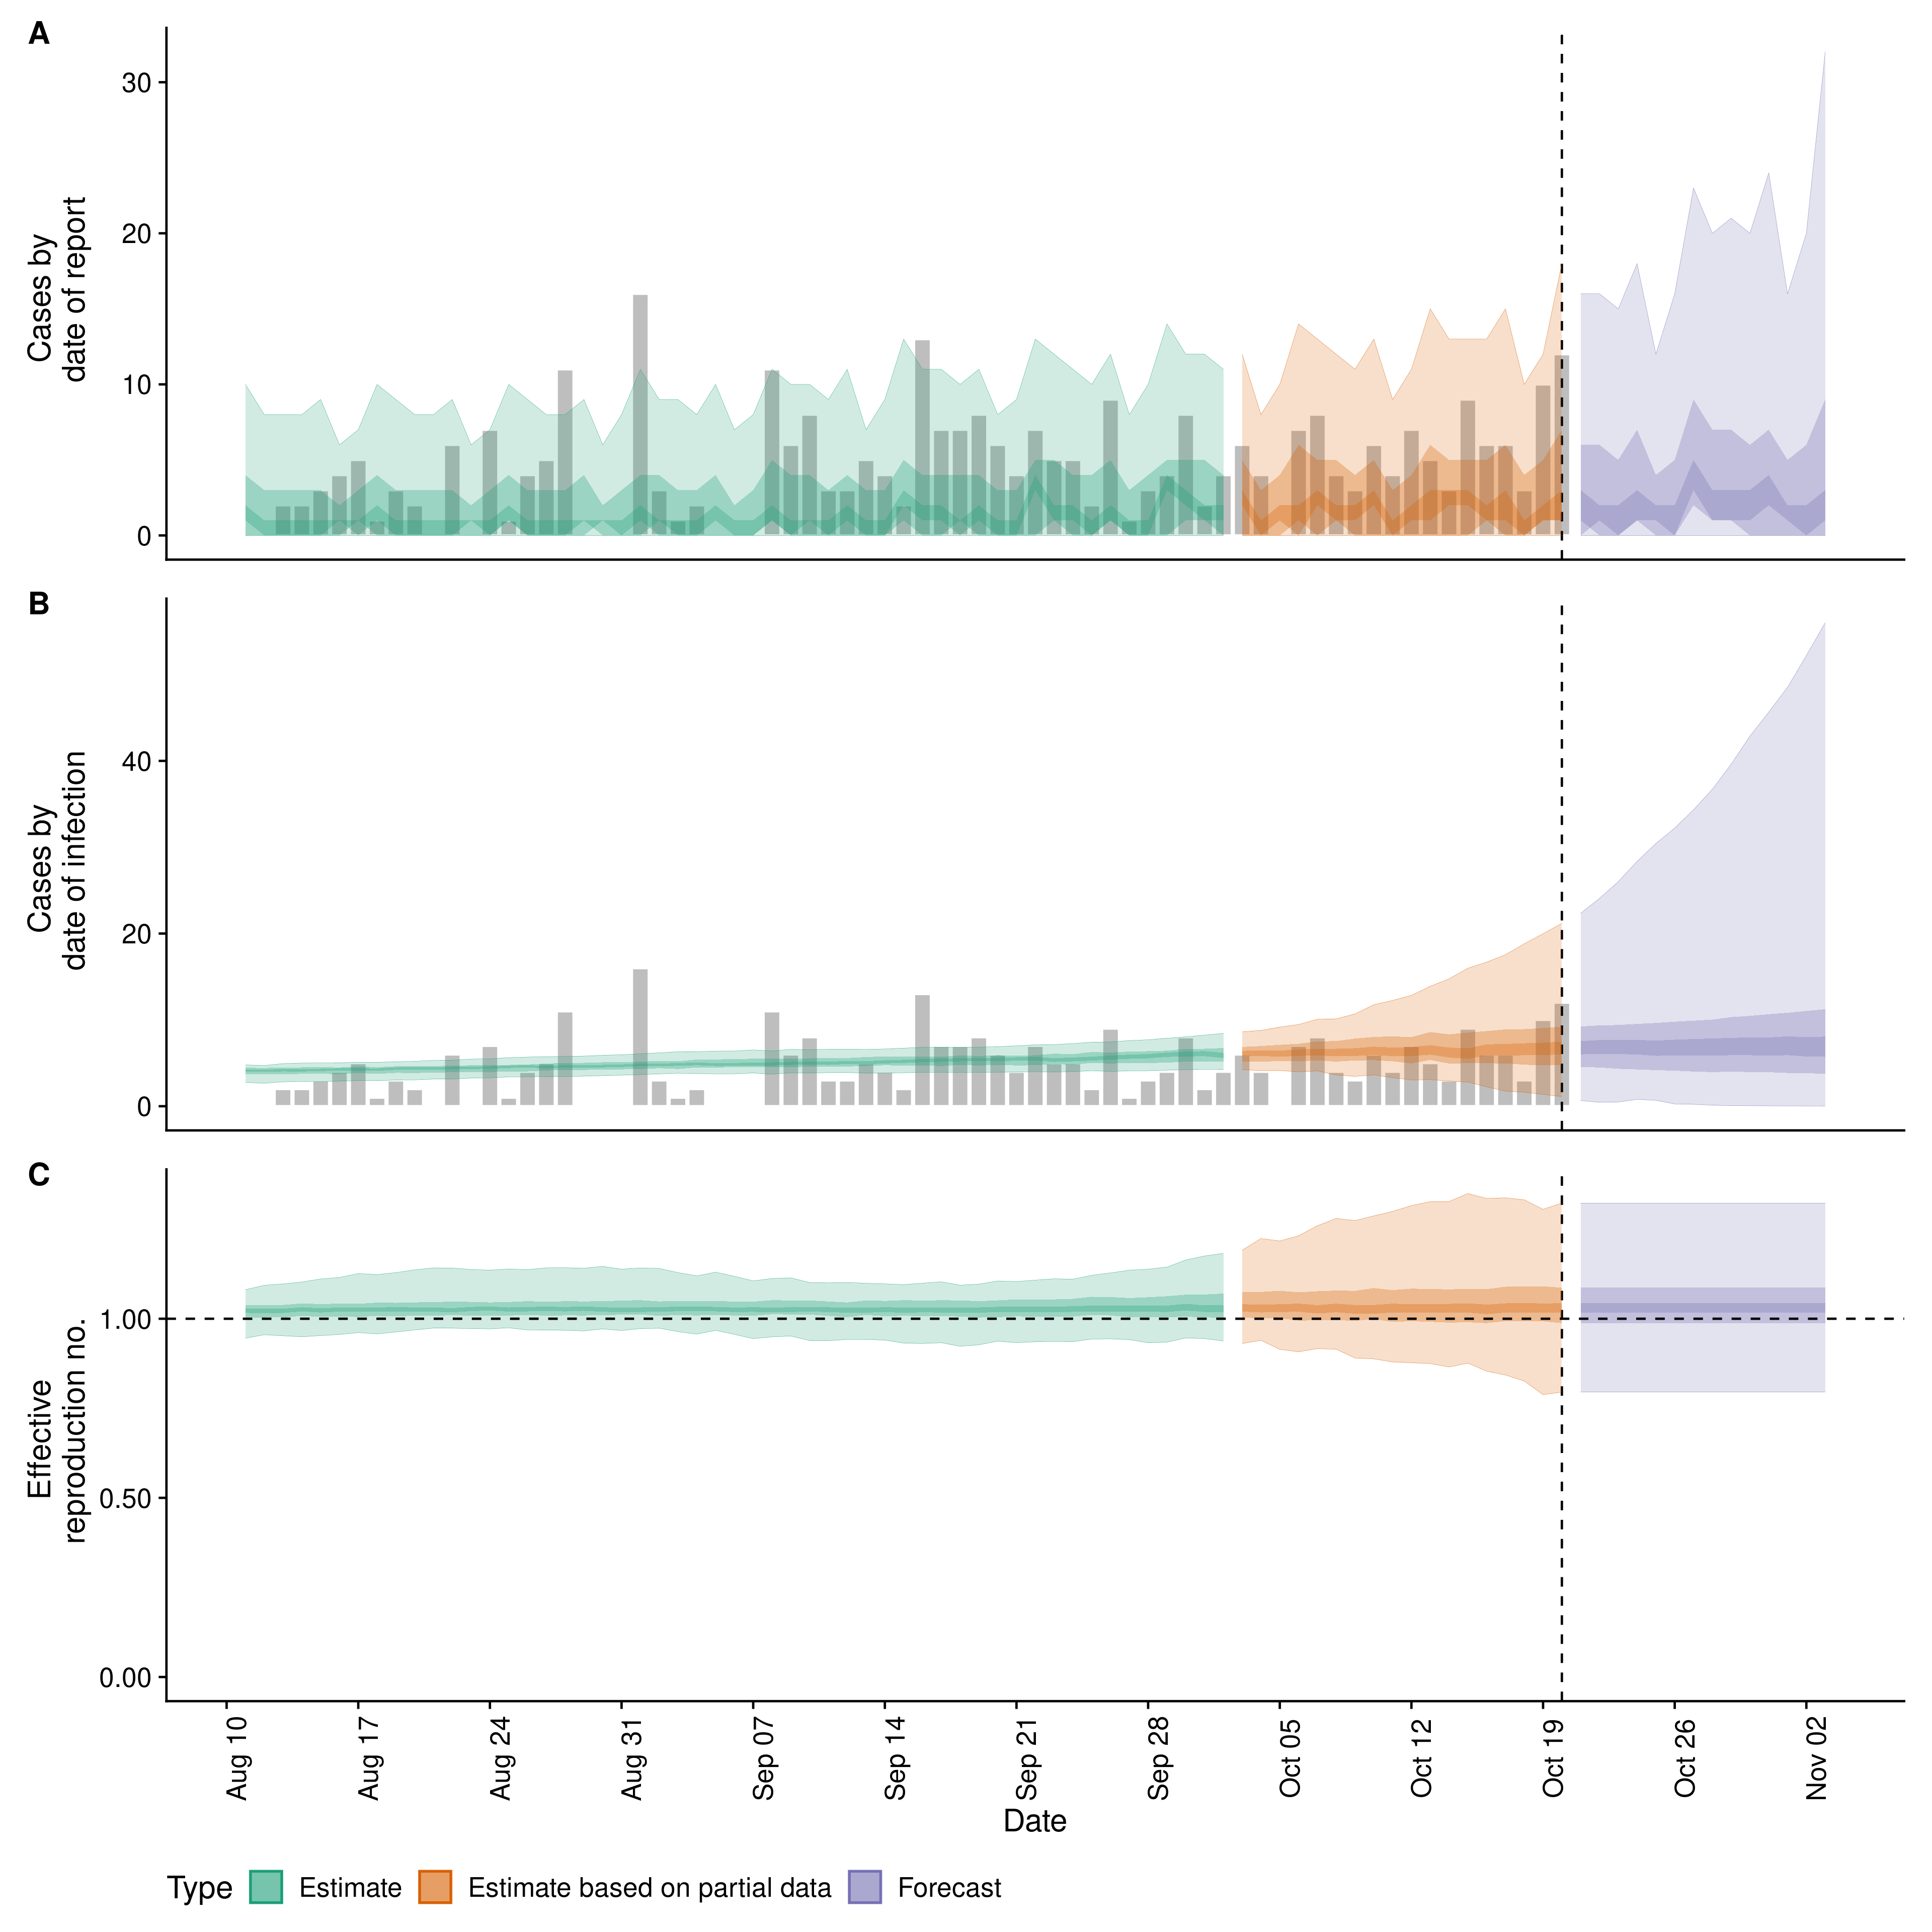 A
Cases by
date of report
30
20
10
0
B
Cases by
date of infection
40
20
0
C
Effective
reproduction no.
1.00
0.50
0.00
Aug 10
Aug 17
Aug 24
Aug 31
Sep 07
Sep 14
Sep 21
Sep 28
Oct 05
Oct 12
Oct 19
Oct 26
Nov 02
Date
Type Estimate Estimate based on partial data Forecast